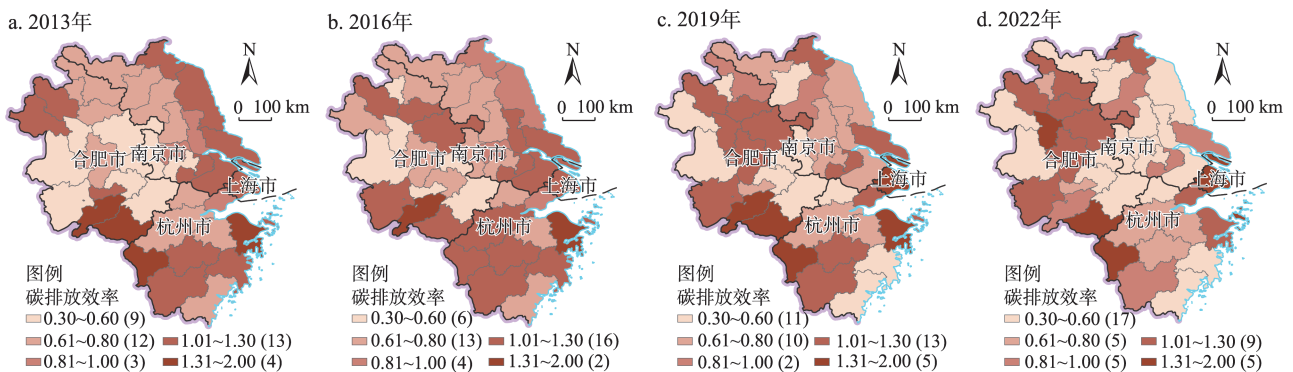 a. 2013年
N
0 100 km
合肥市
南京市
上海市
杭州市
图例
碳排放效率
0.30~0.60 (9)
0.61~0.80 (12)
0.81~1.00 (3)
1.01~1.30 (13)
1.31~2.00 (4)
b. 2016年
N
0 100 km
合肥市
南京市
上海市
杭州市
图例
碳排放效率
0.30~0.60 (6)
0.61~0.80 (13)
0.81~1.00 (4)
1.01~1.30 (16)
1.31~2.00 (2)
c. 2019年
N
0 100 km
合肥市
南京市
上海市
杭州市
图例
碳排放效率
0.30~0.60 (11)
0.61~0.80 (10)
0.81~1.00 (2)
1.01~1.30 (13)
1.31~2.00 (5)
d. 2022年
N
0 100 km
合肥市
南京市
上海市
杭州市
图例
碳排放效率
0.30~0.60 (17)
0.61~0.80 (5)
0.81~1.00 (5)
1.01~1.30 (9)
1.31~2.00 (5)